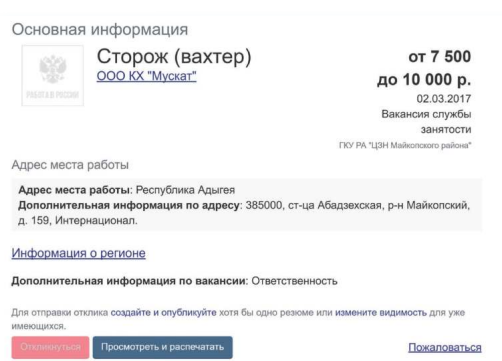 Основная информация
Сторож (вахтер)
ООО КХ "Мускат"
РАБОТА В РОССИИ
от 7 500
до 10 000 р.
02.03.2017
Вакансия службы
занятости
ГКУ РА "ЦЗН Майкопского района"
Адрес места работы
Адрес места работы: Республика Адыгея
Дополнительная информация по адресу: 385000, ст-ца Абадзехская, р-н Майкопский,
д. 159, Интернационал.
Информация о регионе
Дополнительная информация по вакансии: Ответственность
Для отправки отклика создайте и опубликуйте хотя бы одно резюме или измените видимость для уже
имеющихся.
Откликнуться Просмотреть и распечатать Пожаловаться